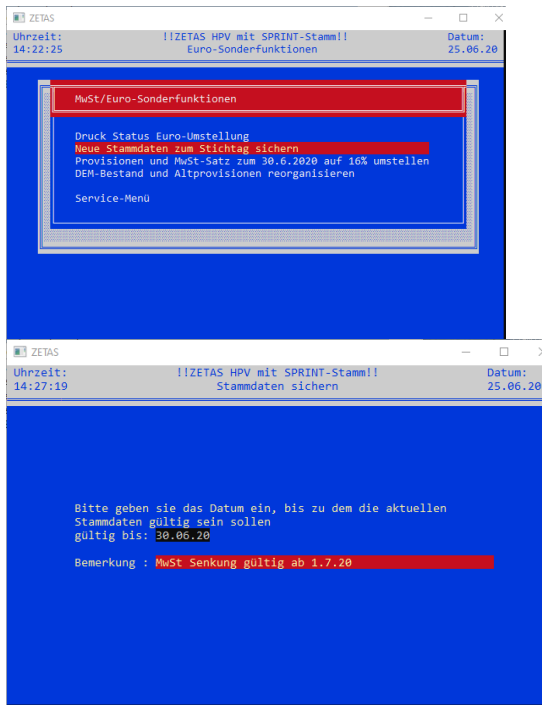 ZETAS
Uhrzeit: !!ZETAS HPV mit SPRINT-Stamm!! Datum:
14:22:25 Euro-Sonderfunktionen 25.06.20
MwSt/Euro-Sonderfunktionen
Druck Status Euro-Umstellung
Neue Stammdaten zum Stichtag sichern
Provisionen und MwSt-Satz zum 30.6.2020 auf 16% umstellen
DEM-Bestand und Altprovisionen reorganisieren
Service-Menü
ZETAS
Uhrzeit: !!ZETAS HPV mit SPRINT-Stamm!! Datum:
14:27:19 Stammdaten sichern 25.06.20
Bitte geben sie das Datum ein, bis zu dem die aktuellen
Stammdaten gültig sein sollen
gültig bis: 30.06.20
Bemerkung : MwSt Senkung gültig ab 1.7.20